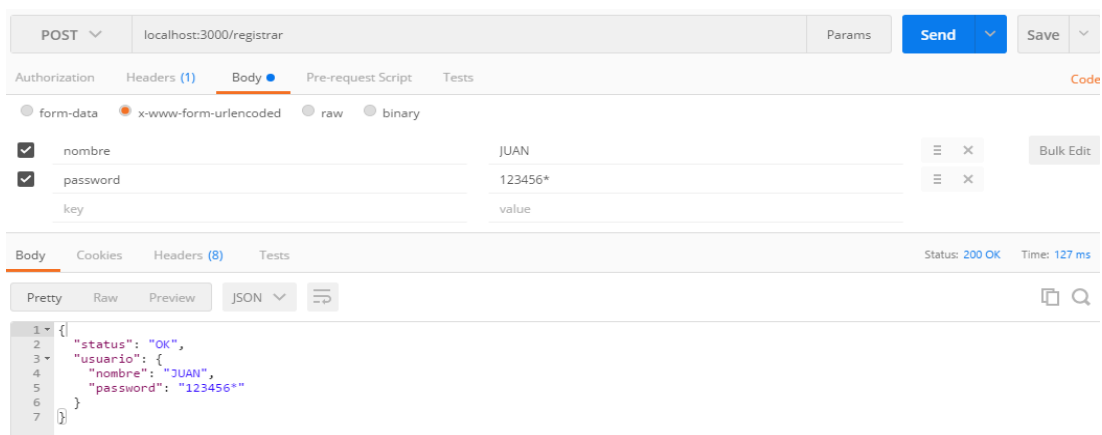 POST localhost:3000/registrar Params Send Save
Authorization Headers (1) Body Pre-request Script Tests Code
form-data x-www-form-urlencoded raw binary
nombre JUAN Bulk Edit
password 123456*
key value
Body Cookies Headers (8) Tests Status: 200 OK Time: 127 ms
Pretty Raw Preview JSON
1 {
2 "status": "OK",
3 "usuario": {
4 "nombre": "JUAN",
5 "password": "123456*"
6 }
7 }